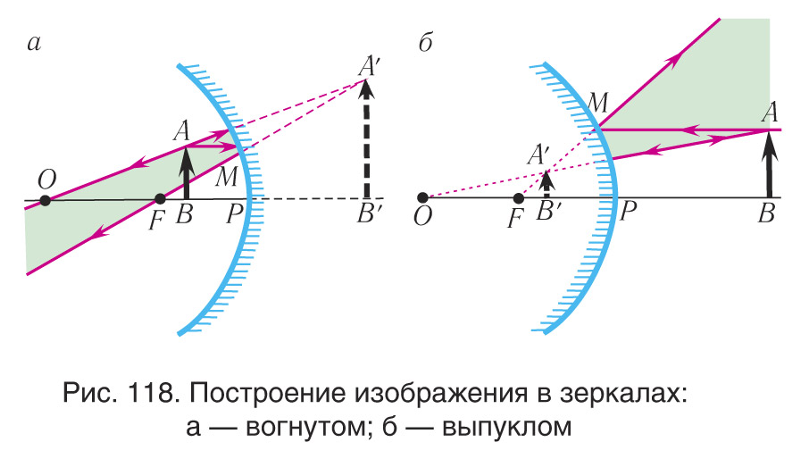 а
б
A′
A
M
O
F
B
P
B′
M
A
A′
O
F
B′
P
B
Рис. 118. Построение изображения в зеркалах:
а — вогнутом; б — выпуклом